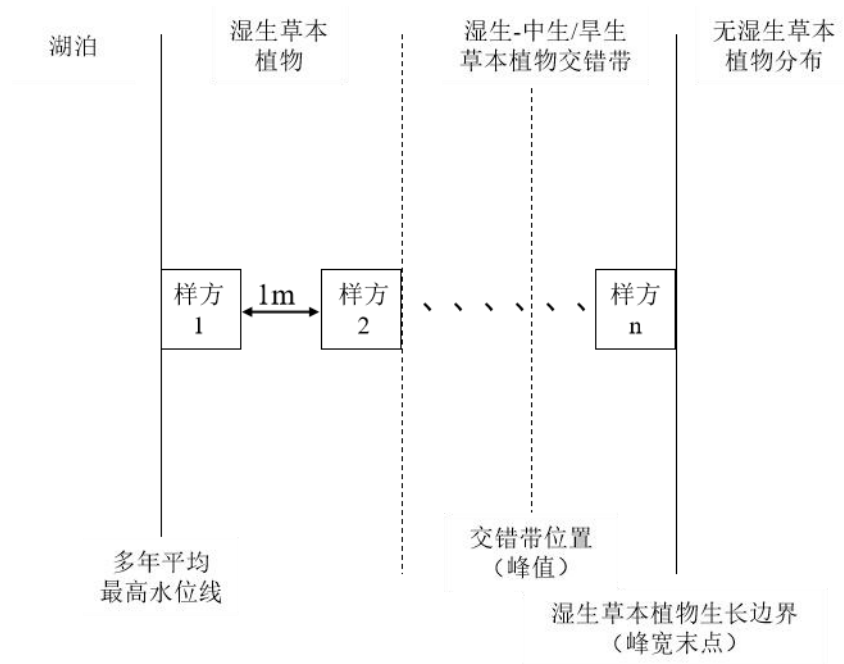 湖泊
湿生草本
植物
湿生-中生/旱生
草本植物交错带
无湿生草本
植物分布
样方
1
1m
样方
2
、、、、、、
样方
n
多年平均
最高水位线
交错带位置
（峰值）
湿生草本植物生长边界
（峰宽末点）